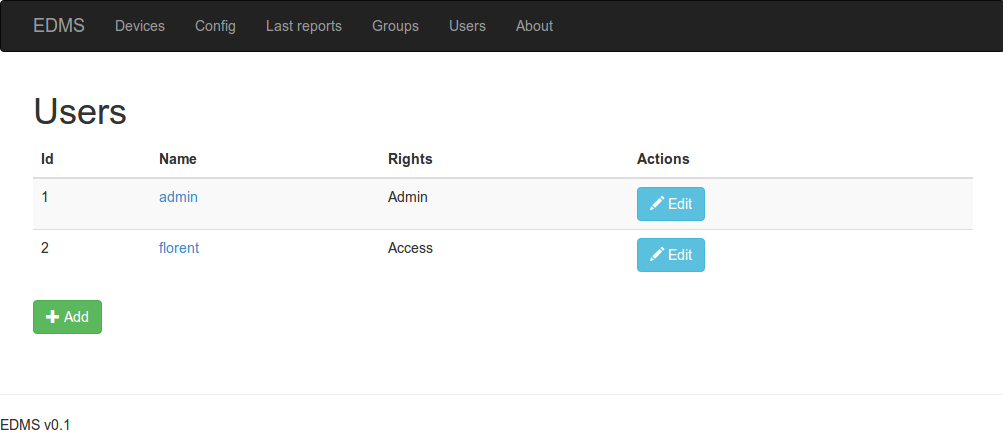 EDMS Devices Config Last reports Groups Users About
Users
Id Name Rights Actions
1 admin Admin Edit
2 florent Access Edit
Add
EDMS v0.1